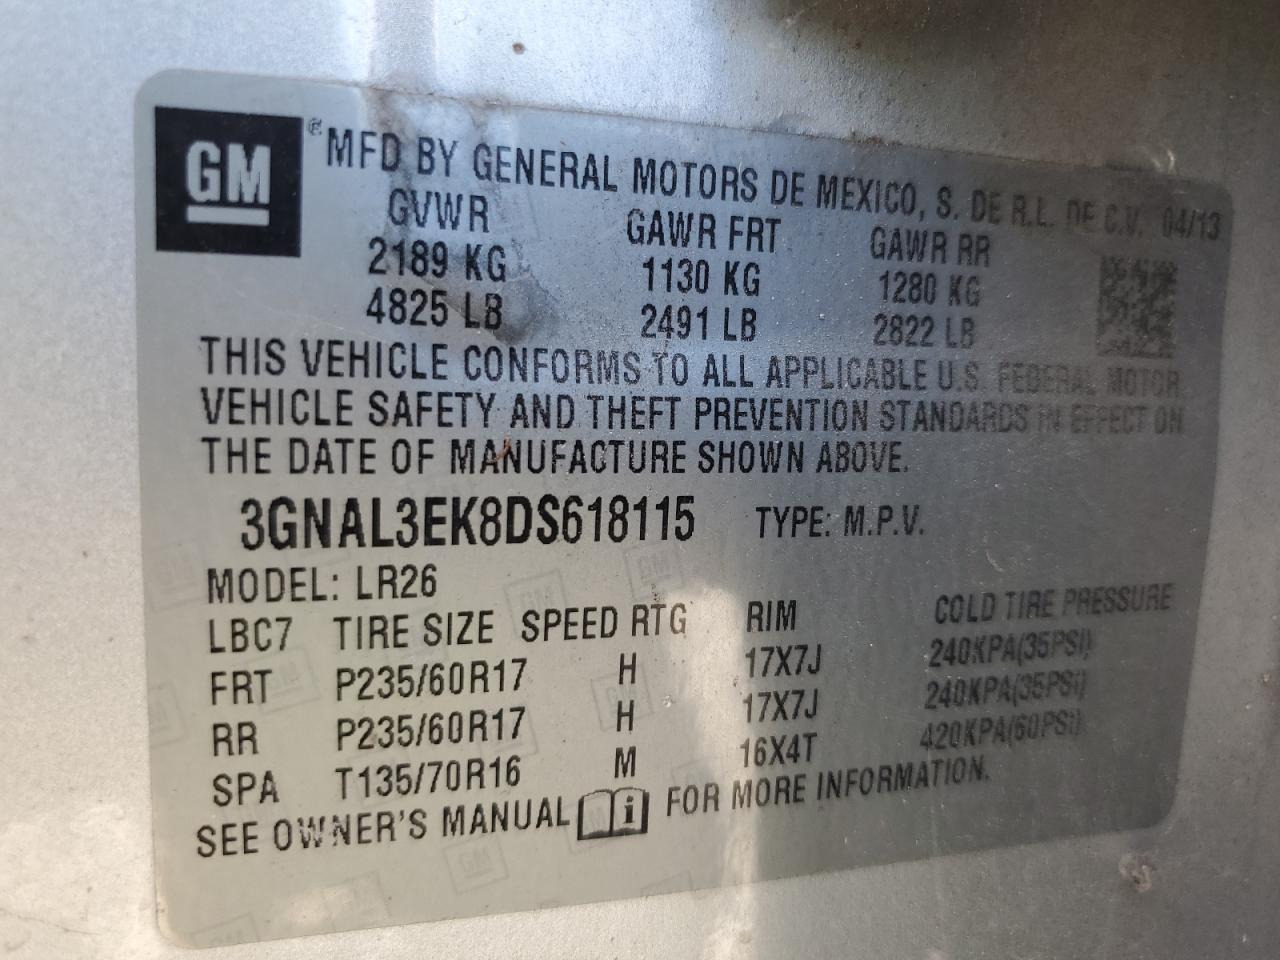 GM ® MFD BY GENERAL MOTORS DE MEXICO, S. DE R.L. DE C.V. 04/13
GVWR GAWR FRT GAWR RR
2189 KG 1130 KG 1280 KG
4825 LB 2491 LB 2822 LB
THIS VEHICLE CONFORMS TO ALL APPLICABLE U.S. FEDERAL MOTOR
VEHICLE SAFETY AND THEFT PREVENTION STANDARDS IN EFFECT ON
THE DATE OF MANUFACTURE SHOWN ABOVE.
3GNAL3EK8DS618115 TYPE: M.P.V.
MODEL: LR26
LBC7 TIRE SIZE SPEED RTG RIM COLD TIRE PRESSURE
FRT P235/60R17 H 17X7J 240KPA(35PSI)
RR P235/60R17 H 17X7J 240KPA(35PSI)
SPA T135/70R16 M 16X4T 420KPA(60PSI)
SEE OWNER'S MANUAL i FOR MORE INFORMATION.